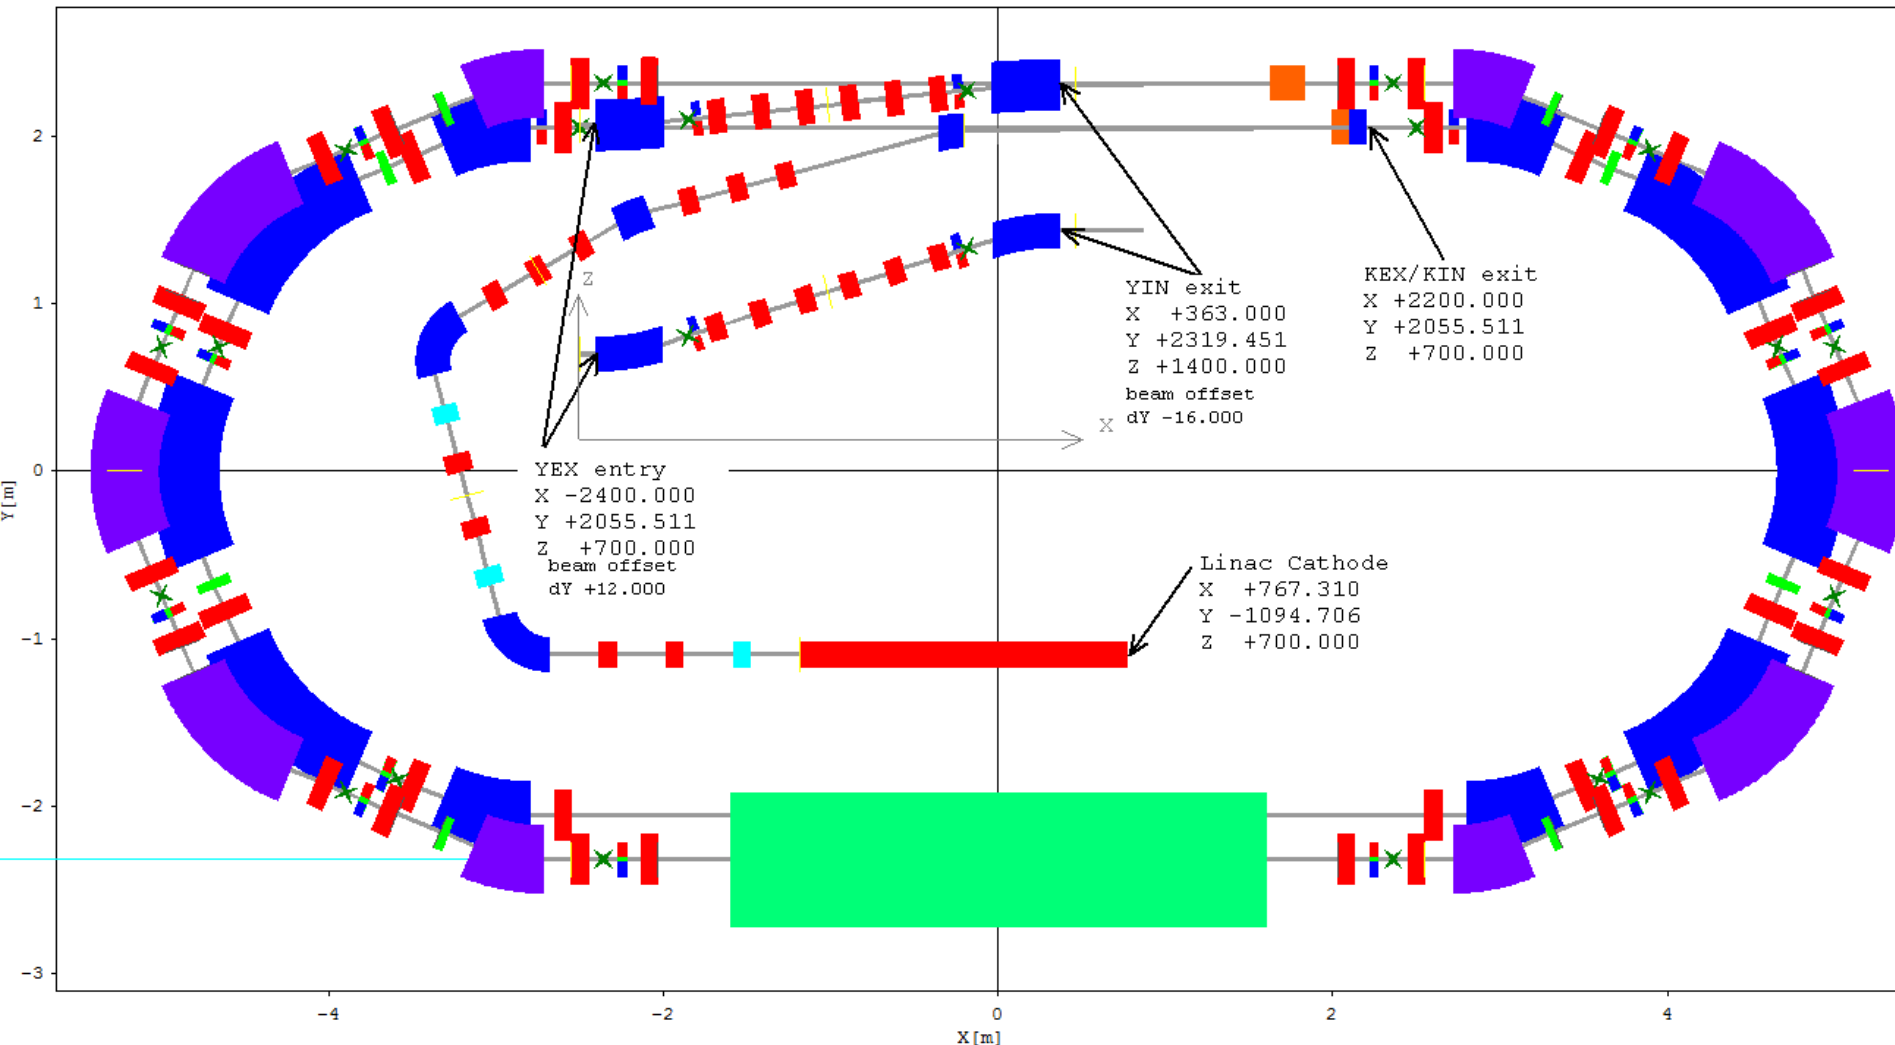 2
1
0
-1
-2
-3
Y[m]
-4
-2
0
2
4
X[m]
Z
X
YIN exit
X +363.000
Y +2319.451
Z +1400.000
beam offset
dY -16.000
KEX/KIN exit
X +2200.000
Y +2055.511
Z +700.000
YEX entry
X -2400.000
Y +2055.511
Z +700.000
beam offset
dY +12.000
Linac Cathode
X +767.310
Y -1094.706
Z +700.000